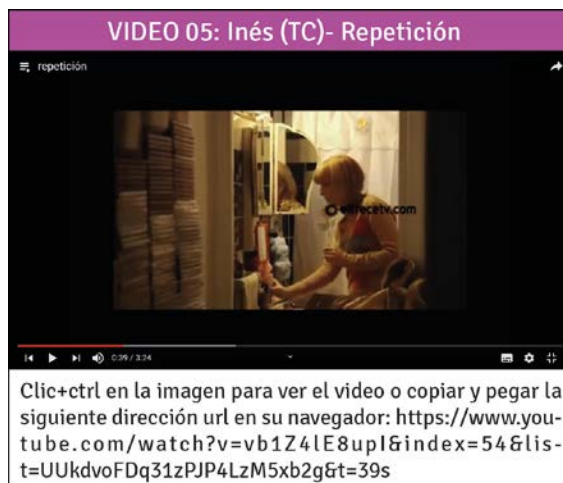 VIDEO 05: Inés (TC)- Repetición
repetición
eltrecetv.com
0:39 / 3:24
Clic+ctrl en la imagen para ver el video o copiar y pegar la
siguiente dirección url en su navegador: https://www.you-
tube.com/watch?v=vb1Z4lE8upI&index=54&lis-
t=UUkdvoFDq31zPJP4LzM5xb2g&t=39s